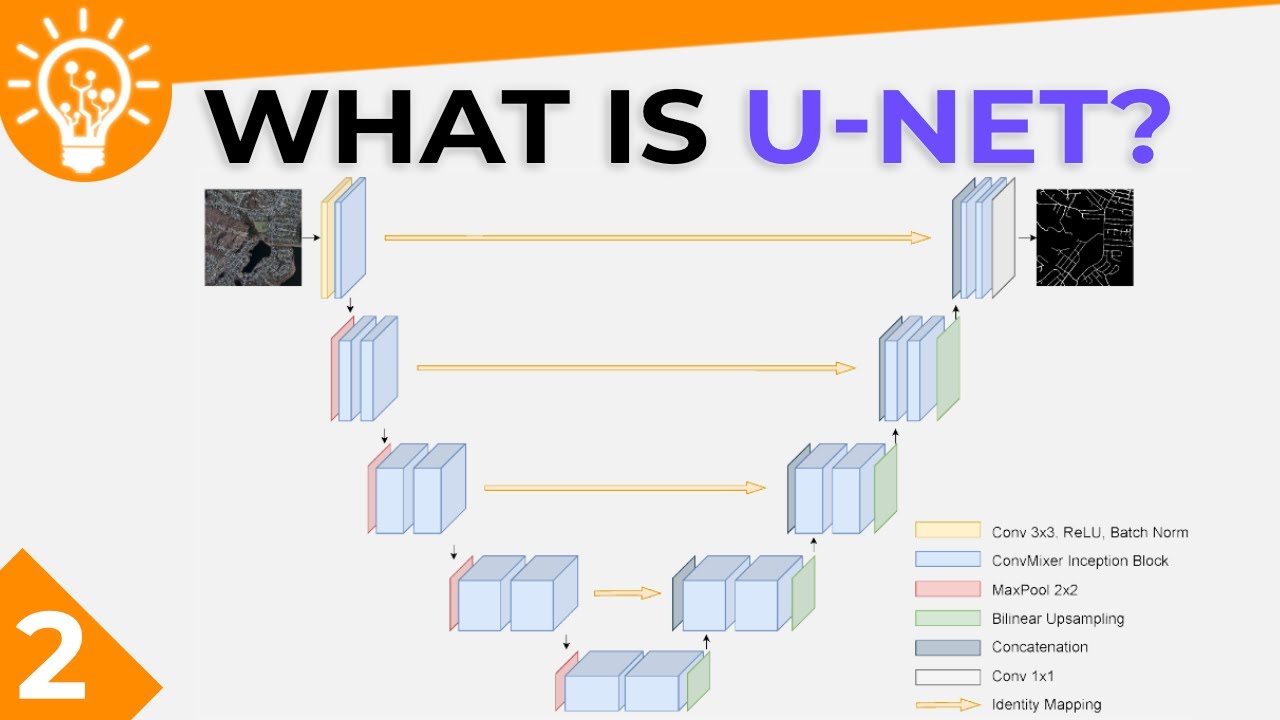 WHAT IS U-NET?
Conv 3x3. ReLU, Batch Norm
ConvMixer Inception Block
MaxPool 2x2
Bilinear Upsampling
Concatenation
Conv 1x1
Identity Mapping
2